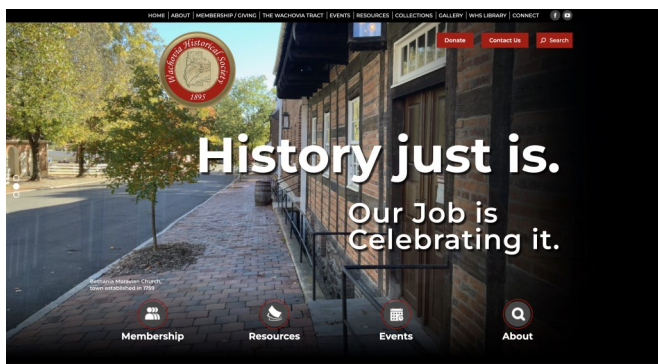 HOME | ABOUT | MEMBERSHIP / GIVING | THE WACHOVIA TRACT | EVENTS | RESOURCES | COLLECTIONS | GALLERY | WHS LIBRARY | CONNECT
Donate
Contact Us
Search
Wachovia Historical Society
1895
History just is.
Our Job is
Celebrating it.
Bethania Moravian Church,
town established in 1759
Membership
Resources
Events
About